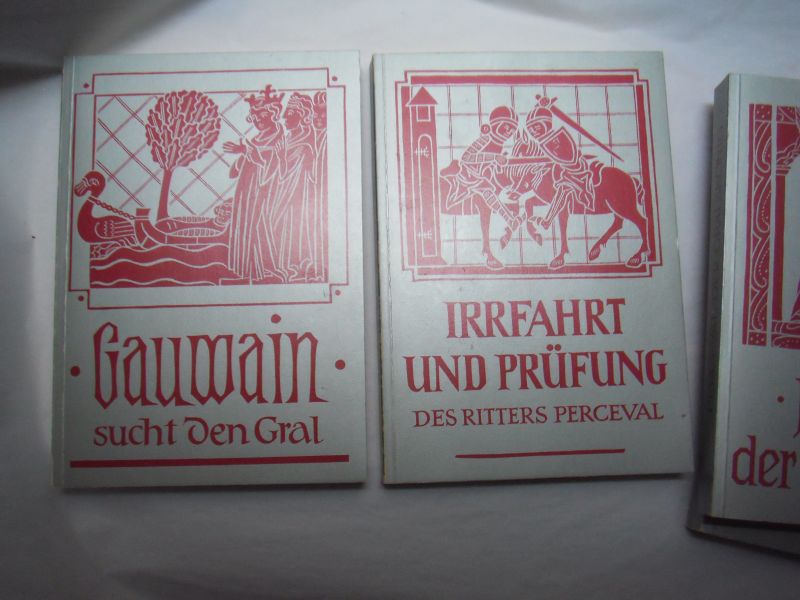 · Gauwain ·
sucht den Gral
IRRFAHRT
UND PRÜFUNG
DES RITTERS PERCEVAL
der